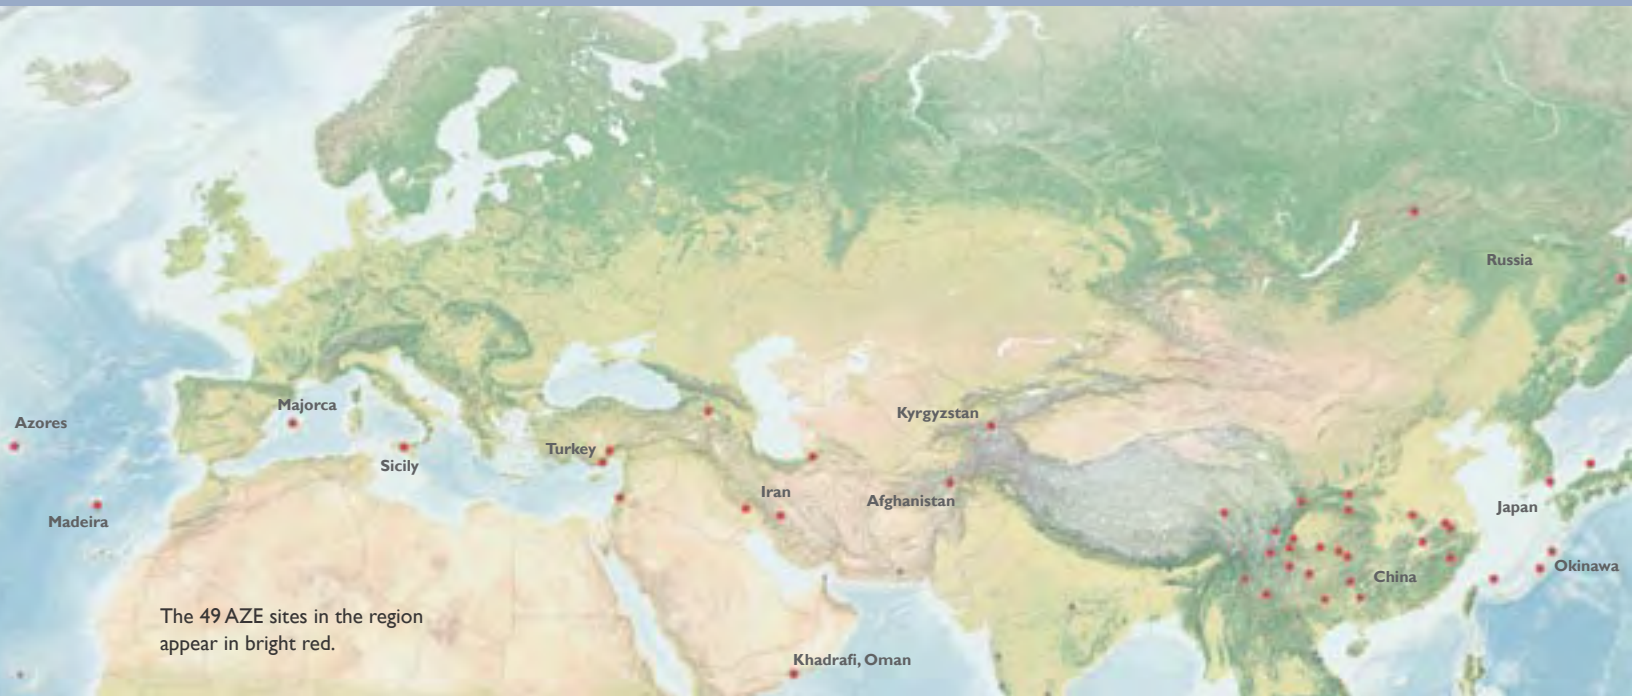 Russia
Majorca
Kyrgyzstan
Azores
Turkey
Sicily
Iran
Afghanistan
Japan
Madeira
Okinawa
China
The 49 AZE sites in the region
appear in bright red.
Khadrafi, Oman